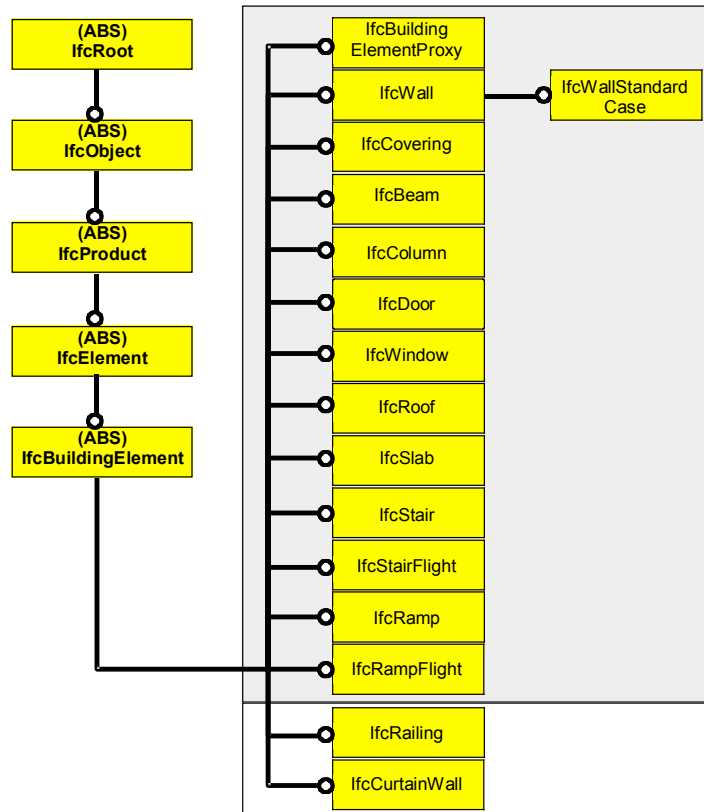 (ABS)
IfcRoot
(ABS)
IfcObject
(ABS)
IfcProduct
(ABS)
IfcElement
(ABS)
IfcBuildingElement
IfcBuilding
ElementProxy
IfcWall
IfcWallStandard
Case
IfcCovering
IfcBeam
IfcColumn
IfcDoor
IfcWindow
IfcRoof
IfcSlab
IfcStair
IfcStairFlight
IfcRamp
IfcRampFlight
IfcRailing
IfcCurtainWall